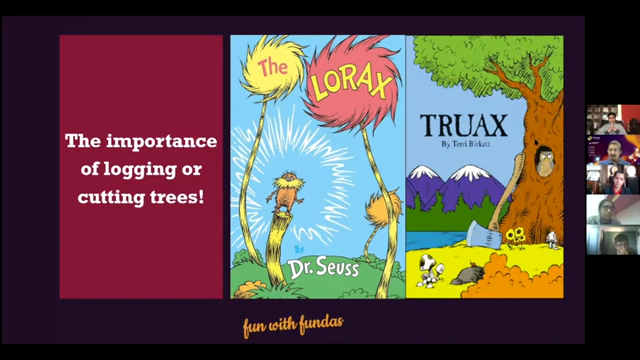 The importance
of logging or
cutting trees!
The
LORAX
By
Dr. Seuss
TRUAX
By Terri Birkett
fun with fundas